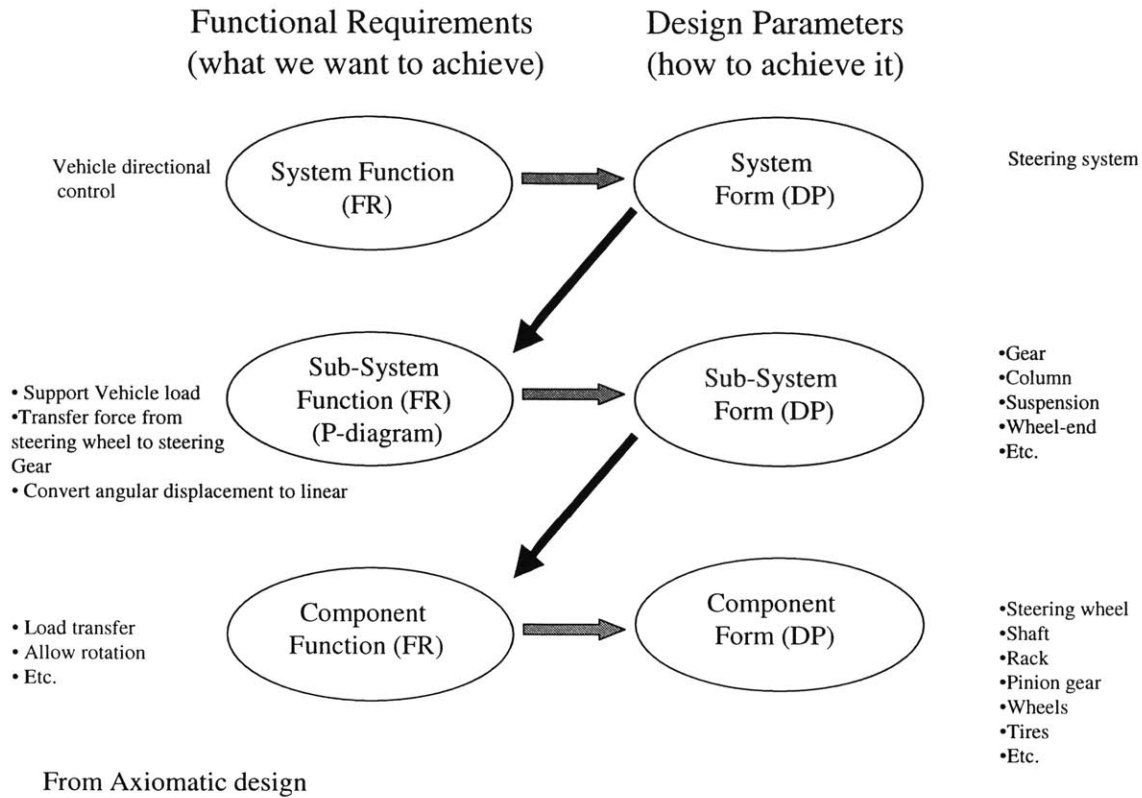 Functional Requirements
(what we want to achieve)
Design Parameters
(how to achieve it)
Vehicle directional
control
System Function
(FR)
System
Form (DP)
Steering system
• Support Vehicle load
•Transfer force from
steering wheel to steering
Gear
• Convert angular displacement to linear
Sub-System
Function (FR)
(P-diagram)
Sub-System
Form (DP)
•Gear
•Column
•Suspension
•Wheel-end
•Etc.
• Load transfer
• Allow rotation
• Etc.
Component
Function (FR)
Component
Form (DP)
•Steering wheel
•Shaft
•Rack
•Pinion gear
•Wheels
•Tires
•Etc.
From Axiomatic design